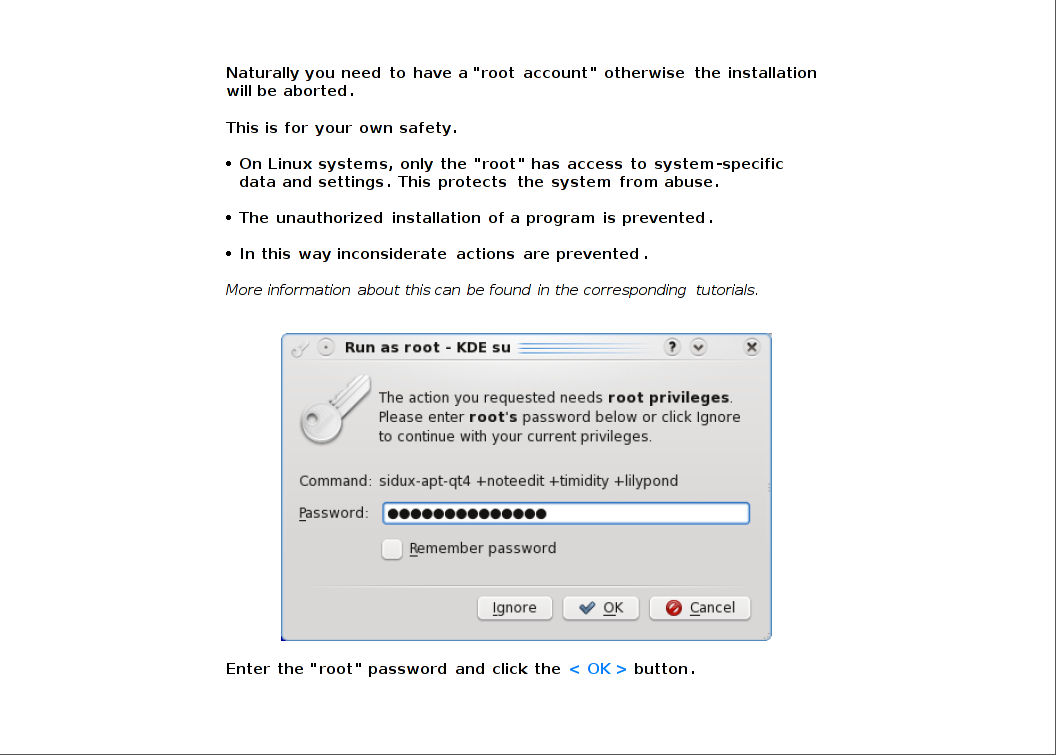 Naturally you need to have a "root account" otherwise the installation
will be aborted.
This is for your own safety.
• On Linux systems, only the "root" has access to system-specific
data and settings. This protects the system from abuse.
• The unauthorized installation of a program is prevented.
• In this way inconsiderate actions are prevented.
More information about this can be found in the corresponding tutorials.
Run as root - KDE su
The action you requested needs root privileges.
Please enter root's password below or click Ignore
to continue with your current privileges.
Command: sidux-apt-qt4 +noteedit +timidity +lilypond
Password: ●●●●●●●●●●●●●●
Remember password
Ignore OK Cancel
Enter the "root" password and click the < OK > button.